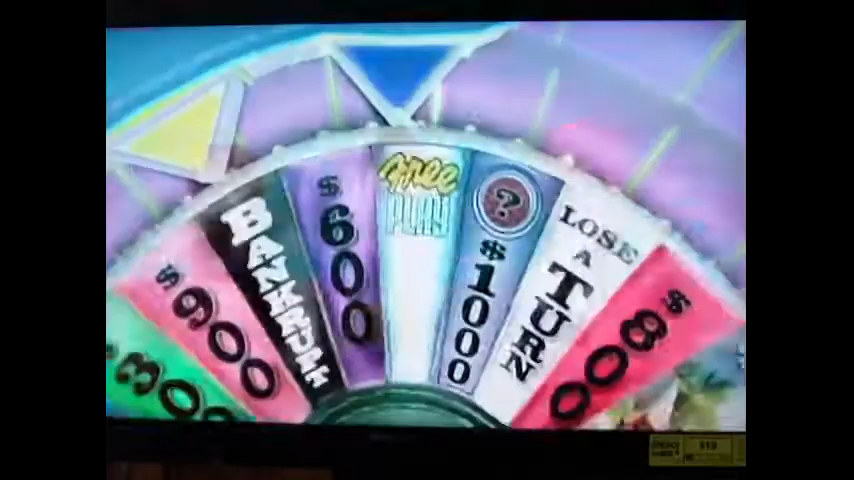 $300
$900
BANKRUPT
$600
Free
PLAY
?
$1000
LOSE
A
TURN
$800